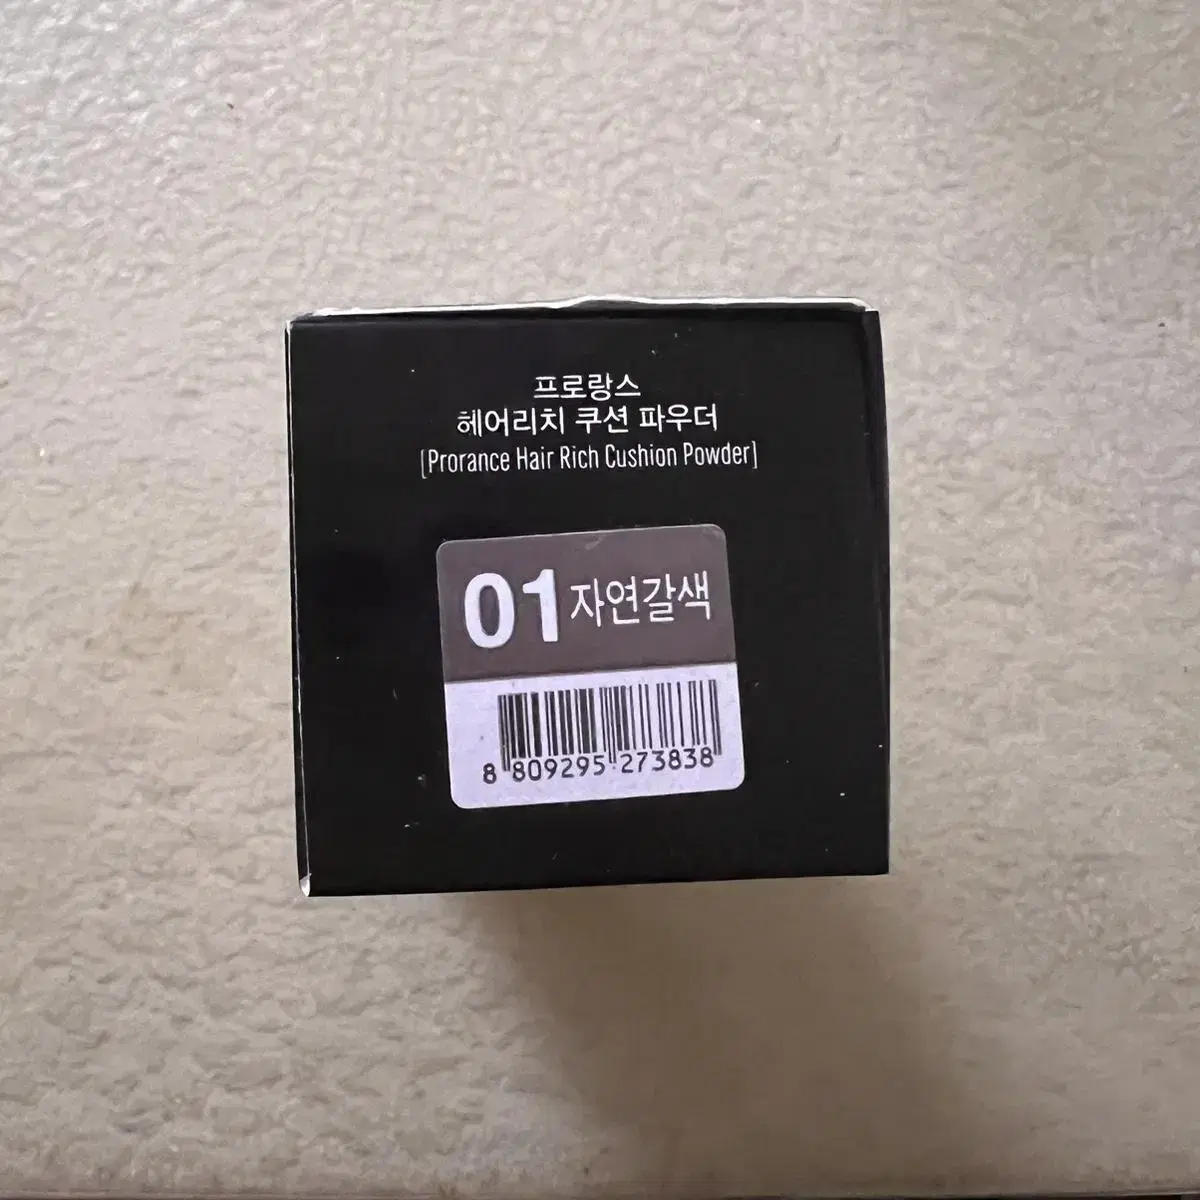 프로랑스
헤어리치 쿠션 파우더
[Prorance Hair Rich Cushion Powder]
01 자연갈색
8 809295 273838